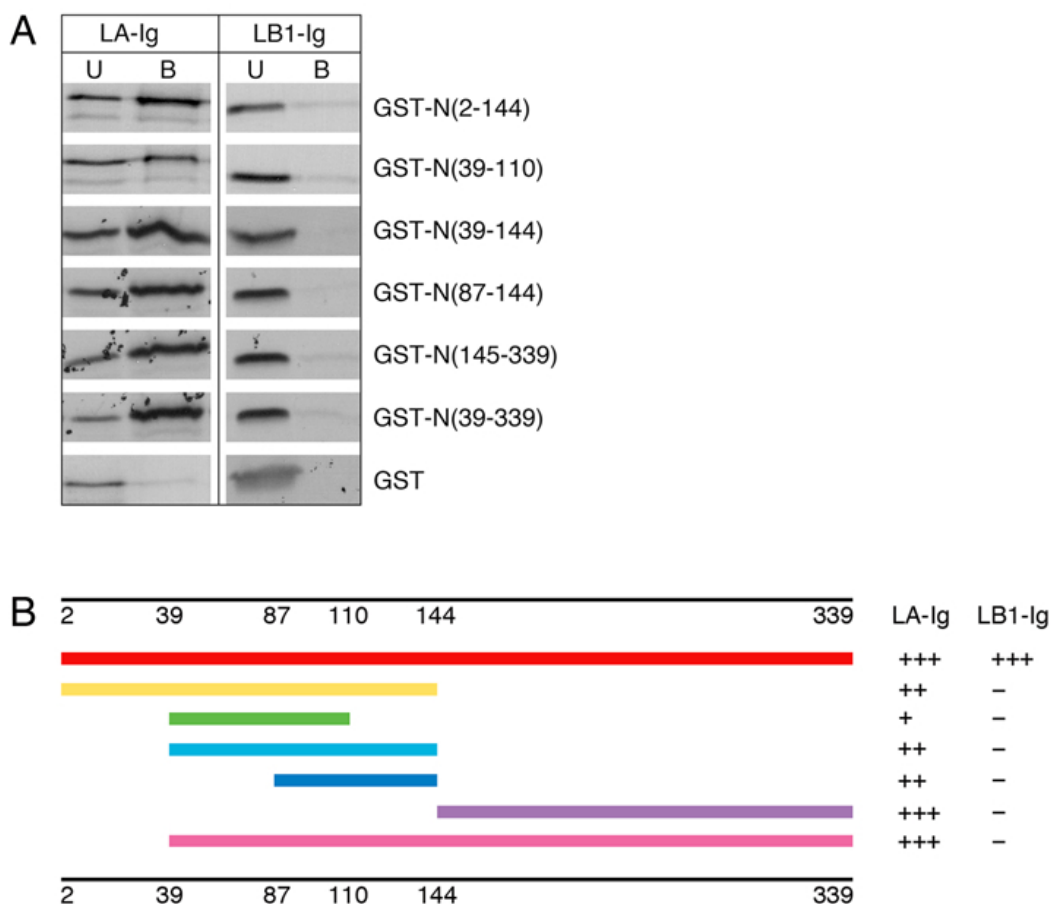 A
LA-Ig LB1-Ig
U B U B
GST-N(2-144)
GST-N(39-110)
GST-N(39-144)
GST-N(87-144)
GST-N(145-339)
GST-N(39-339)
GST
B
2 39 87 110 144 339 LA-Ig LB1-Ig
+++ +++
++ –
+ –
++ –
++ –
+++ –
+++ –
2 39 87 110 144 339